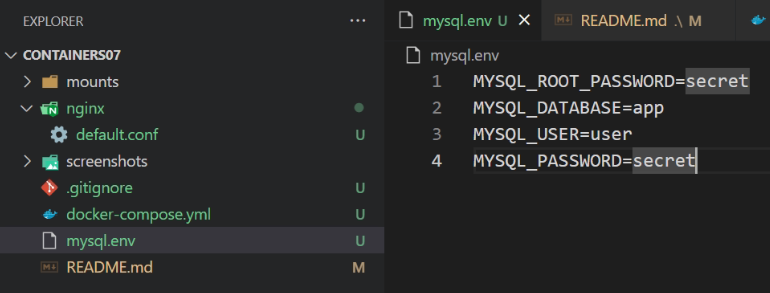 EXPLORER ...
CONTAINERS07
mounts
nginx
default.conf U
screenshots
.gitignore U
docker-compose.yml U
mysql.env U
README.md M
mysql.env U README.md .\ M
mysql.env
1 MYSQL_ROOT_PASSWORD=secret
2 MYSQL_DATABASE=app
3 MYSQL_USER=user
4 MYSQL_PASSWORD=secret